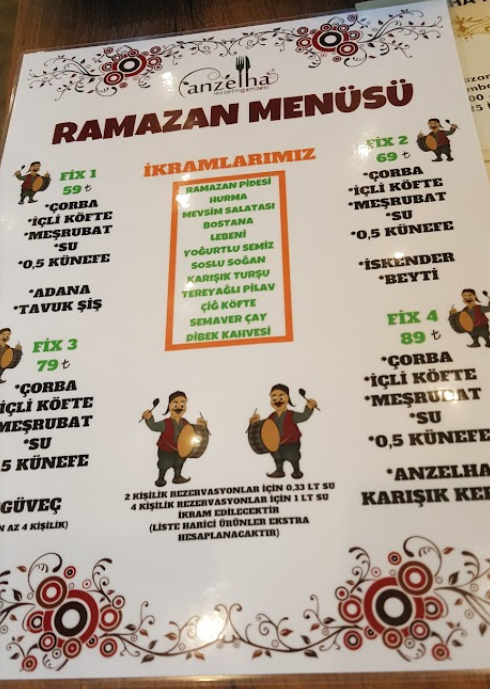 anzelha
RAMAZAN MENÜSÜ
FİX 1
59 ₺
*ÇORBA
*İÇLİ KÖFTE
*MEŞRUBAT
*SU
*0,5 KÜNEFE
*ADANA
*TAVUK ŞİŞ
İKRAMLARIMIZ
RAMAZAN PİDESİ
HURMA
MEVSİM SALATASI
BOSTANA
LEBENİ
YOĞURTLU SEMİZ
SOSLU SOĞAN
KARIŞIK TURŞU
TEREYAĞLI PİLAV
ÇİĞ KÖFTE
SEMAVER ÇAY
DİBEK KAHVESİ
FİX 2
69 ₺
*ÇORBA
*İÇLİ KÖFTE
*MEŞRUBAT
*SU
*0,5 KÜNEFE
*İSKENDER
*BEYTİ
FİX 3
79 ₺
*ÇORBA
İÇLİ KÖFTE
MEŞRUBAT
*SU
5 KÜNEFE
GÜVEÇ
AZ 4 KİŞİLİK)
FİX 4
89 ₺
*ÇORBA
*İÇLİ KÖFTE
*MEŞRUBAT
*SU
*0,5 KÜNEFE
*ANZELHA
KARIŞIK KE
2 KİŞİLİK REZERVASYONLAR İÇİN 0,33 LT SU
4 KİŞİLİK REZERVASYONLAR İÇİN 1 LT SU
İKRAM EDİLECEKTİR
(LİSTE HARİCİ ÜRÜNLER EKSTRA
HESAPLANACAKTIR)